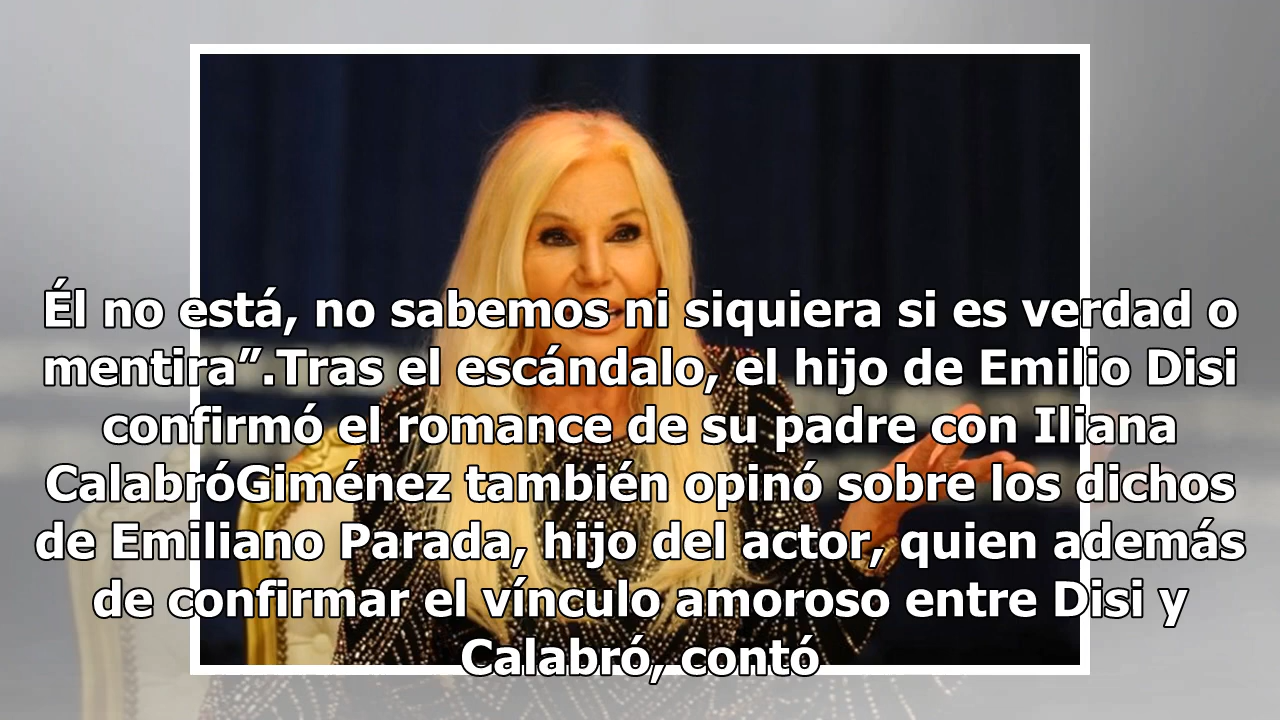 Él no está, no sabemos ni siquiera si es verdad o
mentira”.Tras el escándalo, el hijo de Emilio Disi
confirmó el romance de su padre con Iliana
CalabróGiménez también opinó sobre los dichos
de Emiliano Parada, hijo del actor, quien además
de confirmar el vínculo amoroso entre Disi y
Calabró, contó